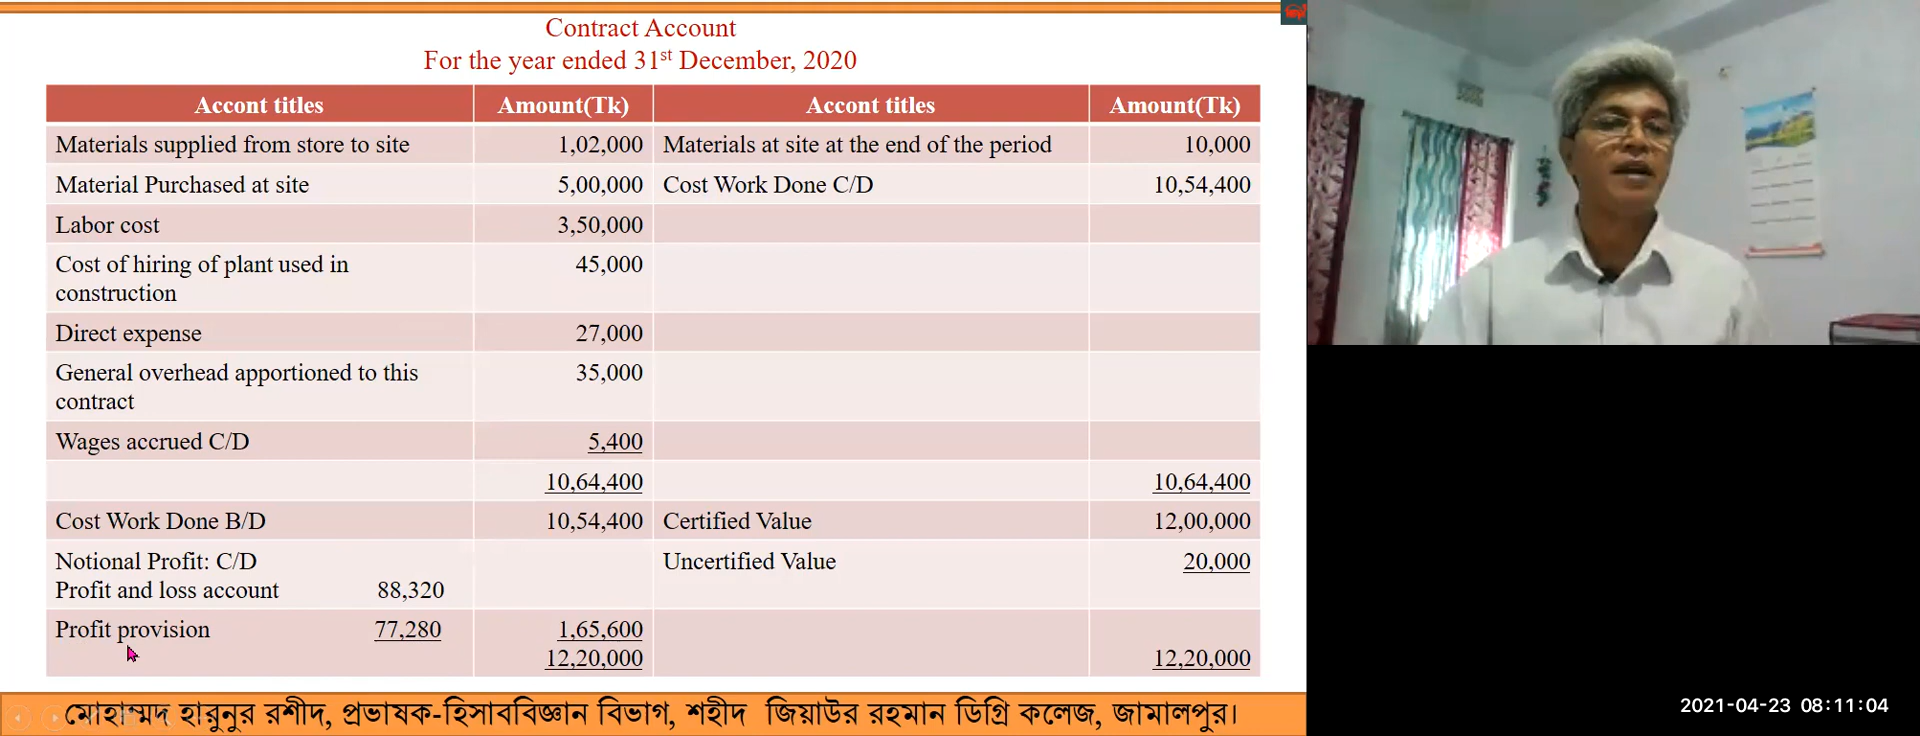 Contract Account
For the year ended 31st December, 2020
Accont titles Amount(Tk) Accont titles Amount(Tk)
Materials supplied from store to site 1,02,000 Materials at site at the end of the period 10,000
Material Purchased at site 5,00,000 Cost Work Done C/D 10,54,400
Labor cost 3,50,000
Cost of hiring of plant used in 45,000
construction
Direct expense 27,000
General overhead apportioned to this 35,000
contract
Wages accrued C/D 5,400
10,64,400 10,64,400
Cost Work Done B/D 10,54,400 Certified Value 12,00,000
Notional Profit: C/D Uncertified Value 20,000
Profit and loss account 88,320
Profit provision 77,280 1,65,600
12,20,000 12,20,000
মোহাম্মদ হারুনুর রশীদ, প্রভাষক-হিসাববিজ্ঞান বিভাগ, শহীদ জিয়াউর রহমান ডিগ্রি কলেজ, জামালপুর।
2021-04-23 08:11:04